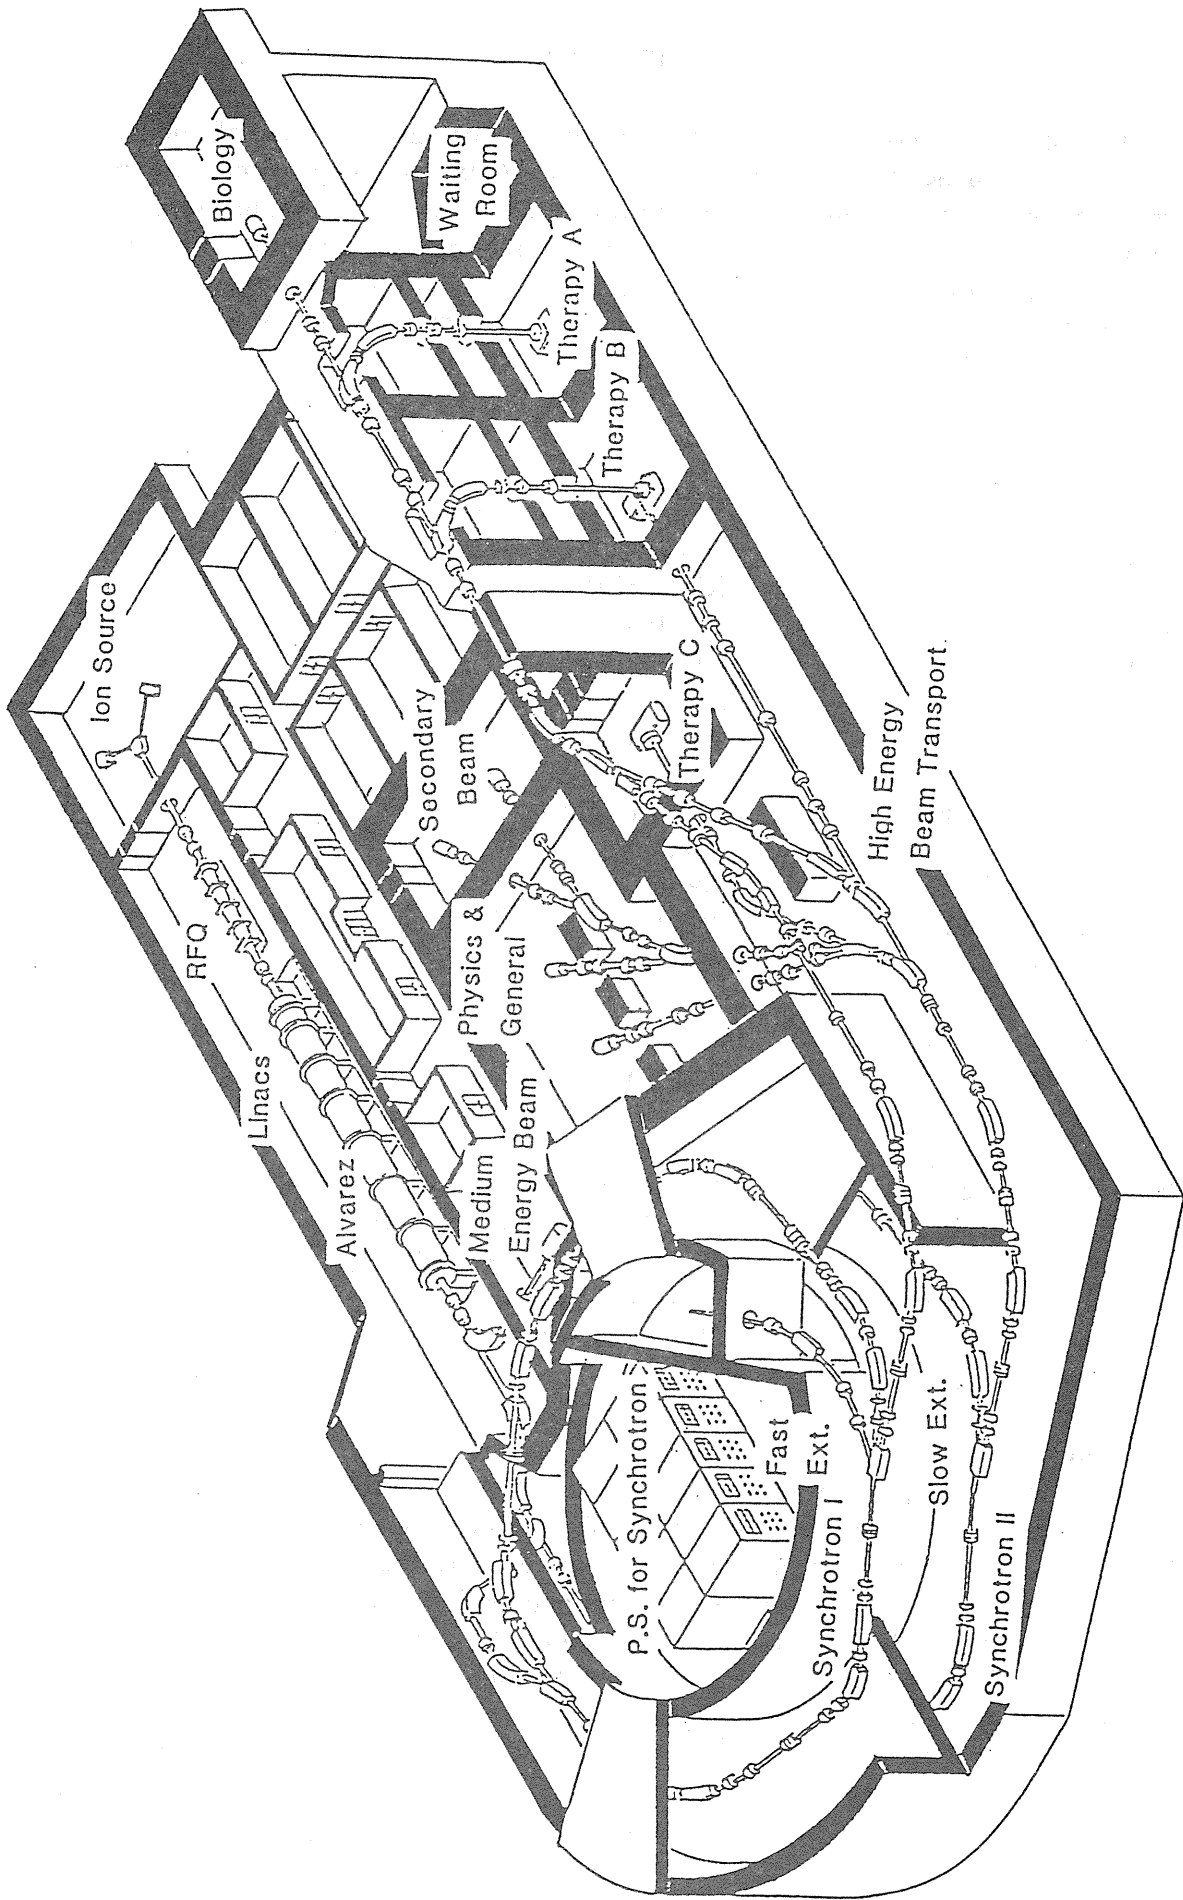 Ion Source
RFQ
Linacs
Alvarez
Medium
Energy Beam
Physics &
General
Secondary
Beam
Biology
Waiting
Room
Therapy A
Therapy B
Therapy C
High Energy
Beam Transport
P.S. for Synchrotron
Fast
Ext.
Slow Ext.
Synchrotron I
Synchrotron II